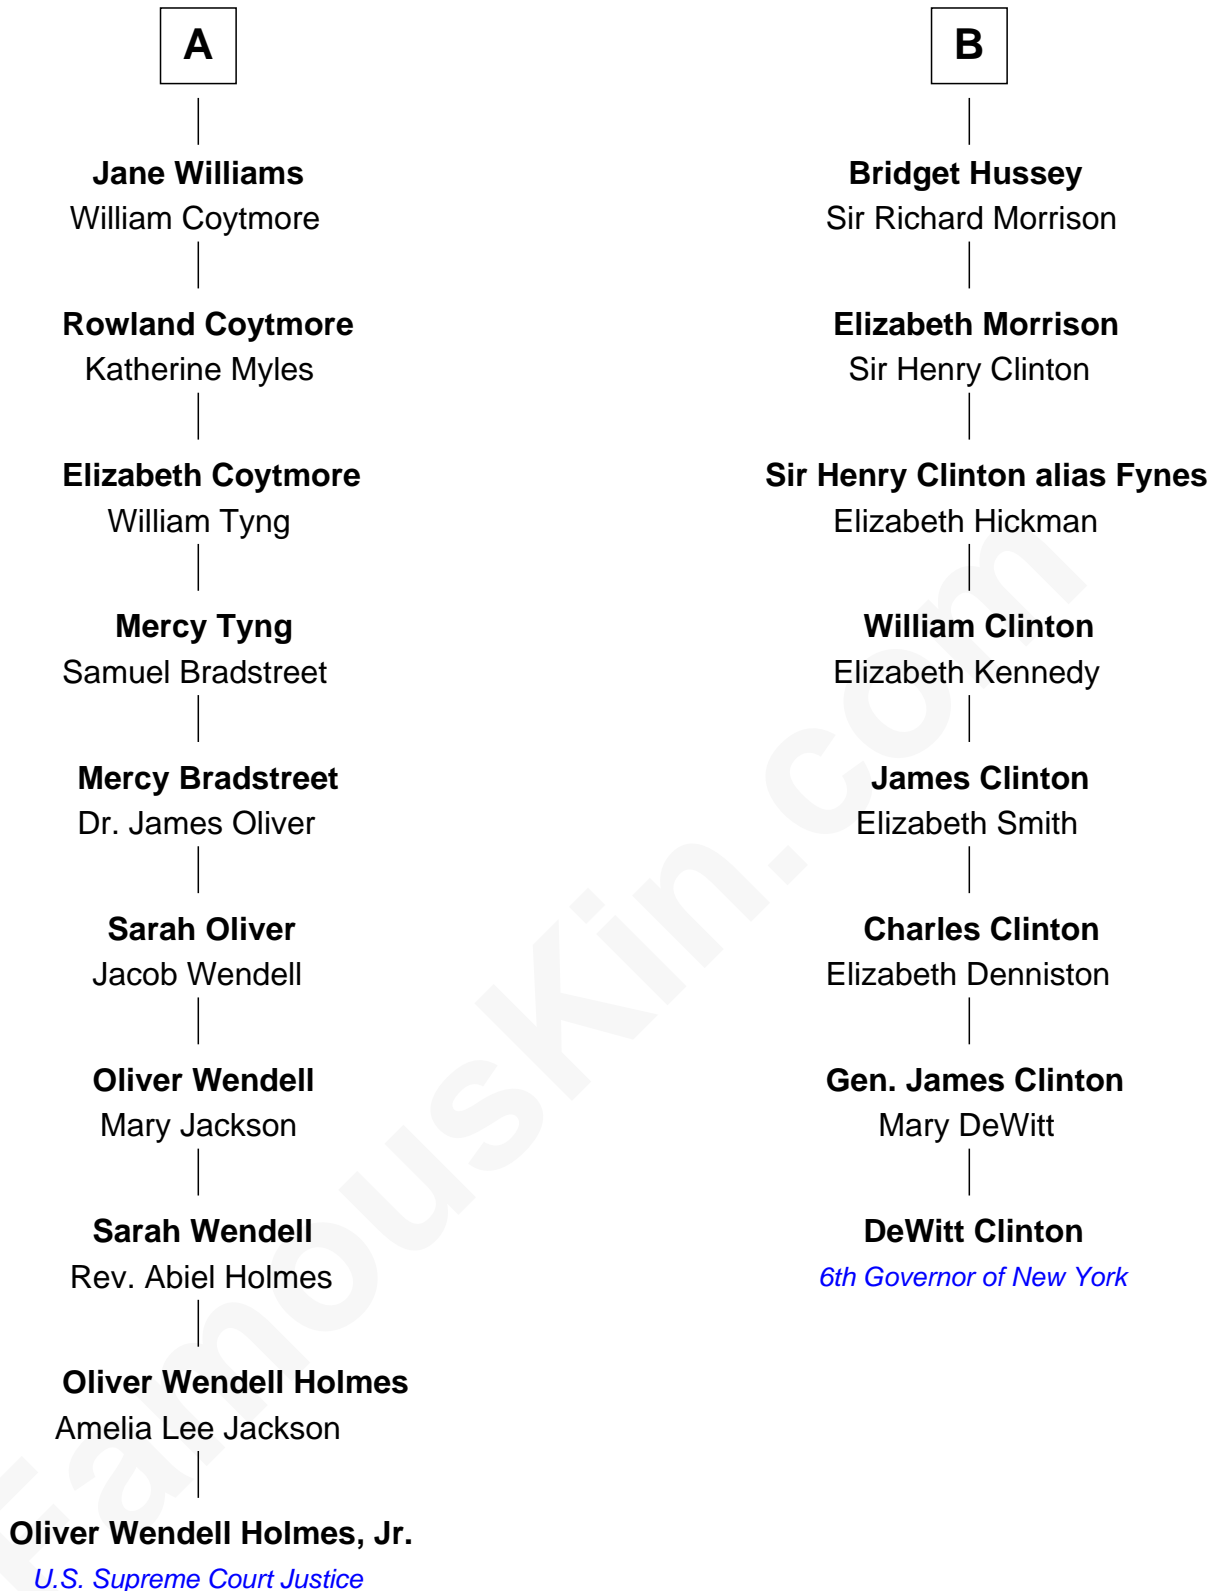 A
Jane Williams
William Coytmore
Rowland Coytmore
Katherine Myles
Elizabeth Coytmore
William Tyng
Mercy Tyng
Samuel Bradstreet
Mercy Bradstreet
Dr. James Oliver
Sarah Oliver
Jacob Wendell
Oliver Wendell
Mary Jackson
Sarah Wendell
Rev. Abiel Holmes
Oliver Wendell Holmes
Amelia Lee Jackson
Oliver Wendell Holmes, Jr.
U.S. Supreme Court Justice
B
Bridget Hussey
Sir Richard Morrison
Elizabeth Morrison
Sir Henry Clinton
Sir Henry Clinton alias Fynes
Elizabeth Hickman
William Clinton
Elizabeth Kennedy
James Clinton
Elizabeth Smith
Charles Clinton
Elizabeth Denniston
Gen. James Clinton
Mary DeWitt
DeWitt Clinton
6th Governor of New York
FamousKin.com